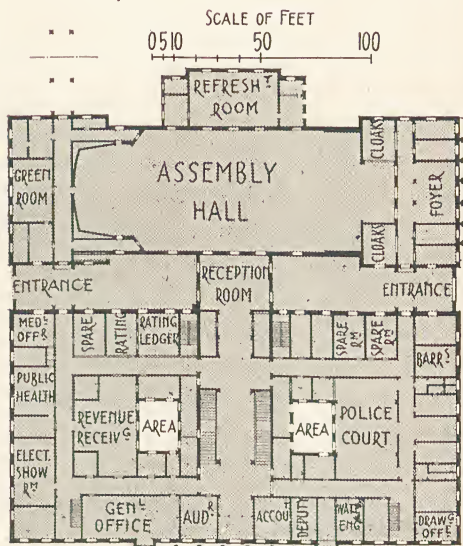 SCALE OF FEET
0 5 10 50 100
REFRESHT
ROOM
CLOAKS
GREEN
ROOM
ASSEMBLY
HALL
FOYER
CLOAKS
ENTRANCE
RECEPTION
ROOM
ENTRANCE
MEDL
OFFR
SPARE
RATING
RATING
LEDGER
SPARE
RM
SPARE
RM
BARRS
PUBLIC
HEALTH
REVENUE
RECEIVG
AREA
AREA
POLICE
COURT
ELECT.
SHOW
RM
GENL
OFFICE
AUDR
ACCOUT
DEPUTY
WATR
ENG
DRAWG
OFFE